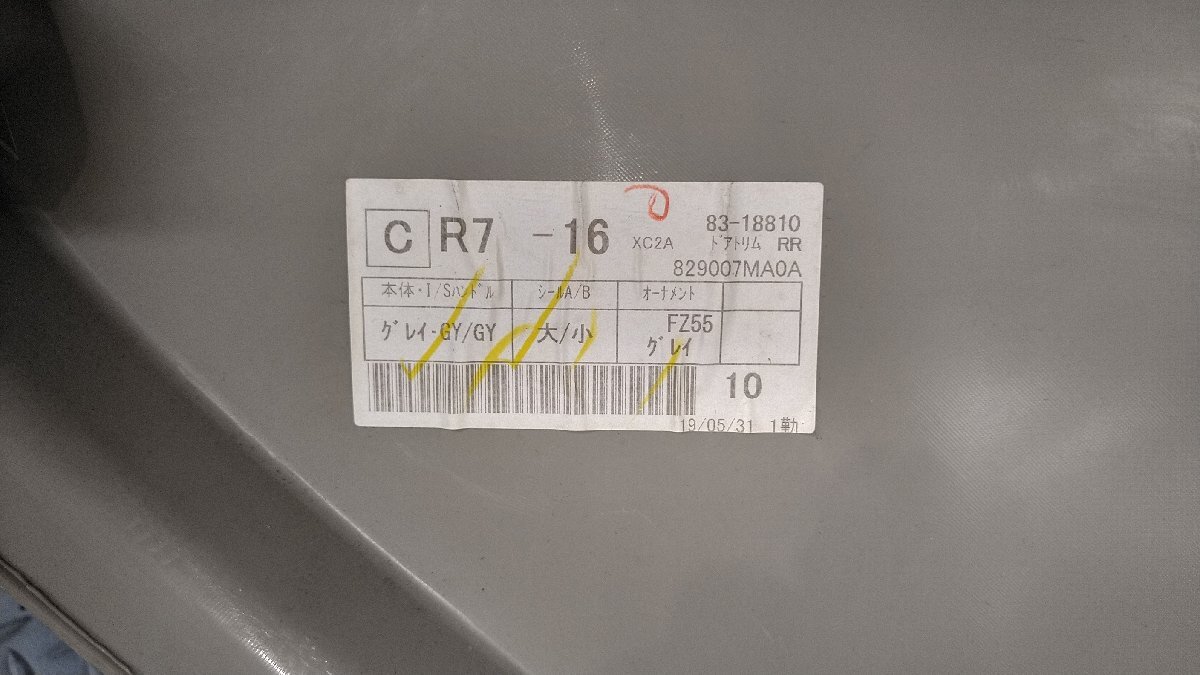 C R7 -16 XC2A 83-18810
ドアトリム RR
829007MA0A
本体・I/Sハンドル シールA/B オーナメント
グレイ-GY/GY 大/小 FZ55
グレイ
10
19/05/31 1勤